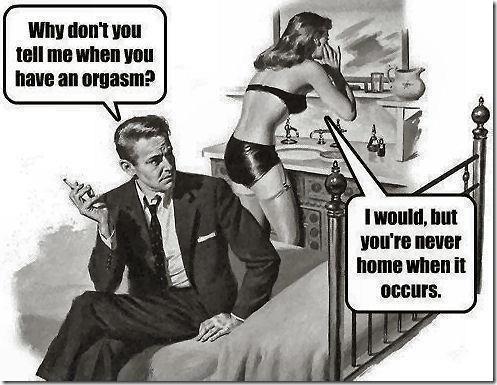 Why don't you
tell me when you
have an orgasm?
I would, but
you're never
home when it
occurs.